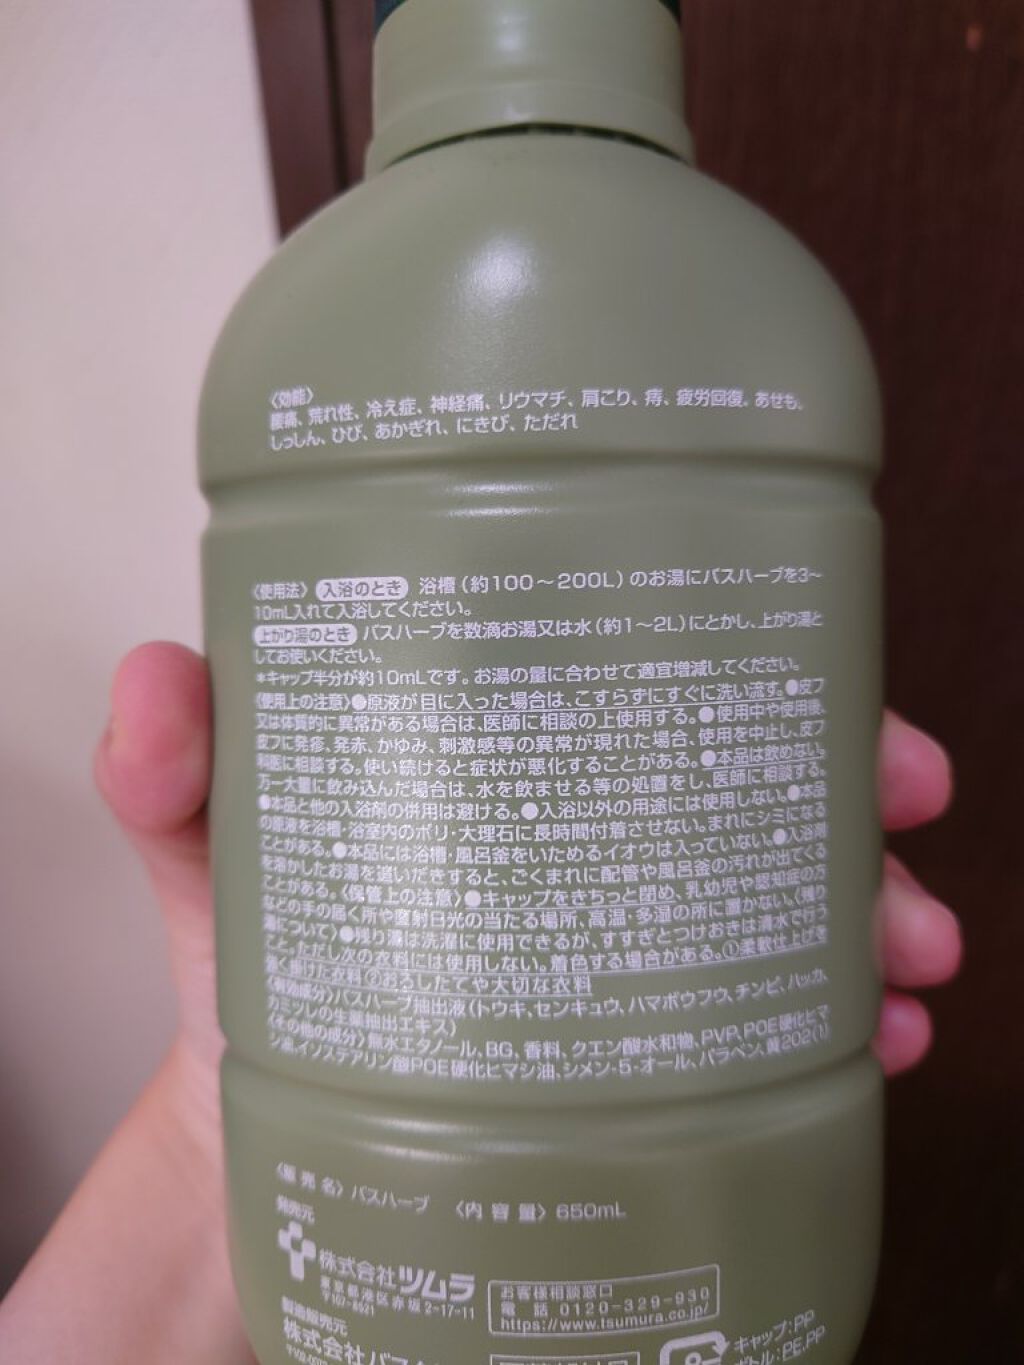 〈効能〉
腰痛、荒れ性、冷え症、神経痛、リウマチ、肩こり、痔、疲労回復、あせも、
しっしん、ひび、あかぎれ、にきび、ただれ
〈使用法〉 入浴のとき 浴槽(約100～200L)のお湯にバスハーブを3～
10mL入れて入浴してください。
上がり湯のとき バスハーブを数滴お湯又は水(約1～2L)にとかし、上がり湯と
してお使いください。
*キャップ半分が約10mLです。お湯の量に合わせて適宜増減してください。
〈使用上の注意〉●原液が目に入った場合は、こすらずにすぐに洗い流す。●皮フ
又は体質的に異常がある場合は、医師に相談の上使用する。●使用中や使用後、
皮フに発疹、発赤、かゆみ、刺激感等の異常が現れた場合、使用を中止し、皮フ
科医に相談する。使い続けると症状が悪化することがある。●本品は飲めない。
万一大量に飲み込んだ場合は、水を飲ませる等の処置をし、医師に相談する。
●本品と他の入浴剤の併用は避ける。●入浴以外の用途には使用しない。●本品
の原液を浴槽・浴室内のポリ・大理石に長時間付着させない。まれにシミになる
ことがある。●本品には浴槽・風呂釜をいためるイオウは入っていない。●入浴剤
を溶かしたお湯を追いだきすると、ごくまれに配管や風呂釜の汚れが出てくる
ことがある。〈保管上の注意〉●キャップをきちっと閉め、乳幼児や認知症の方
などの手の届く所や直射日光の当たる場所、高温・多湿の所に置かない。〈残り
湯について〉●残り湯は洗濯に使用できるが、すすぎとつけおきは清水で行う
こと。ただし次の衣料には使用しない。着色する場合がある。①柔軟仕上げを
強く掛けた衣料②おろしたてや大切な衣料
〈有効成分〉バスハーブ抽出液(トウキ、センキュウ、ハマボウフウ、チンピ、ハッカ、
カミツレの生薬抽出エキス)
〈その他の成分〉無水エタノール、BG、香料、クエン酸水和物、PVP、POE硬化ヒマ
シ油、イソステアリン酸POE硬化ヒマシ油、シメン-5-オール、パラベン、黄202(1)
〈販売名〉バスハーブ 〈内容量〉650mL
発売元
株式会社ツムラ
東京都港区赤坂2-17-11
〒107-8521
お客様相談窓口
電話 0120-329-930
https://www.tsumura.co.jp/
製造販売元
株式会社バスク
キャップ:PP
ボトル:PE,PP